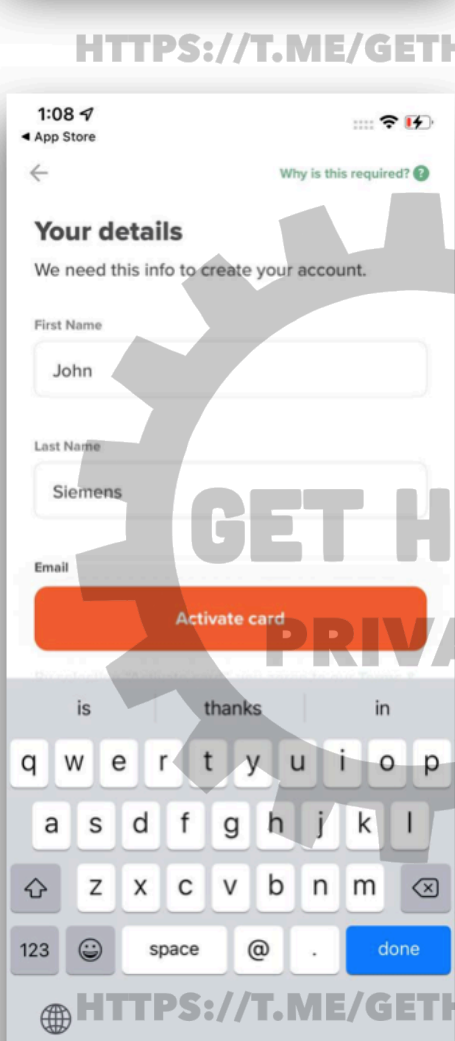 HTTPS://T.ME/GETH
1:08
◀ App Store
Why is this required? ?
Your details
We need this info to create your account.
First Name
John
Last Name
Siemens
GET H
Email
Activate card
PRIVA
is thanks in
q w e r t y u i o p
a s d f g h j k l
z x c v b n m
123 space @ . done
HTTPS://T.ME/GETH